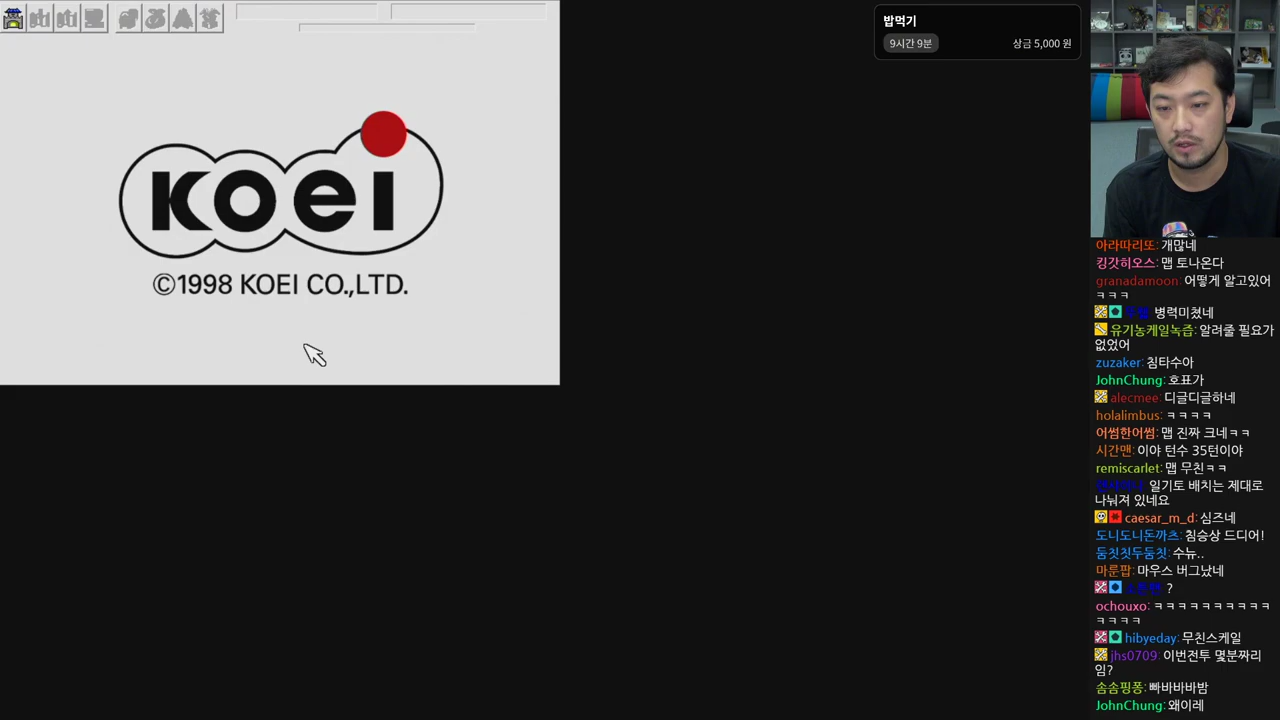 밥먹기
9시간 9분
상금 5,000 원
KOEI
©1998 KOEI CO.,LTD.
아라따리또: 개많네
킹갓히오스: 맵 토나온다
granadamoon: 어떻게 알고있어
ㅋㅋㅋ
병력미쳤네
유기농케일녹즙: 알려줄 필요가
없었어
zuzaker: 침타수아
JohnChung: 호표가
alecmee: 디글디글하네
holalimbus: ㅋㅋㅋㅋ
어썸한어썸: 맵 진짜 크네ㅋㅋ
시간맨: 이야 턴수 35턴이야
remiscarlet: 맵 무친ㅋㅋ
일기토 배치는 제대로
나눠져 있네요
caesar_m_d: 심즈네
도니도니돈까츠: 침승상 드디어!
둠칫칫두둠칫: 수뉴..
마룬팝: 마우스 버그났네
?
ochouxo: ㅋㅋㅋㅋㅋㅋㅋㅋㅋㅋ
ㅋㅋㅋㅋ
hibyeday: 무친스케일
jhs0709: 이번전투 몇분짜리
임?
솜솜핑퐁: 빠바바바밤
JohnChung: 왜이레